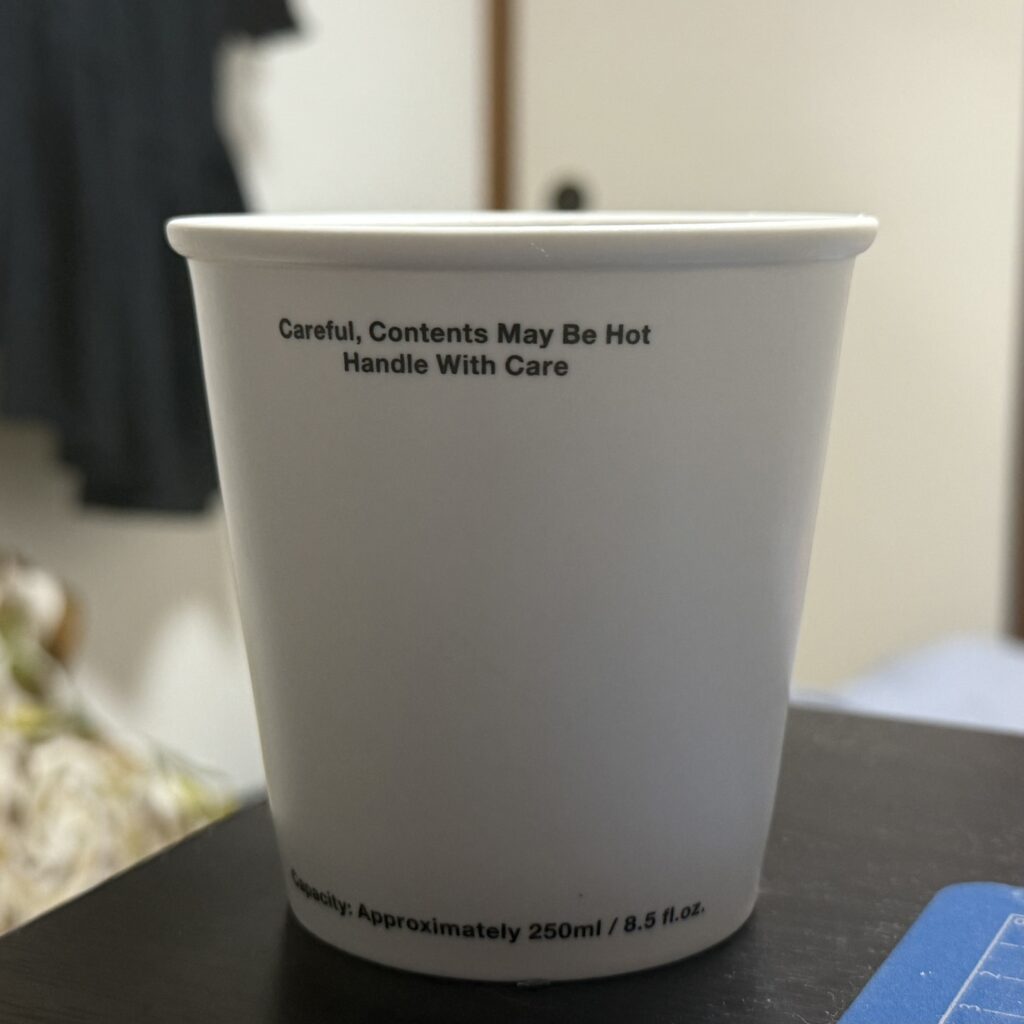 Careful, Contents May Be Hot
Handle With Care
Capacity: Approximately 250ml / 8.5 fl.oz.